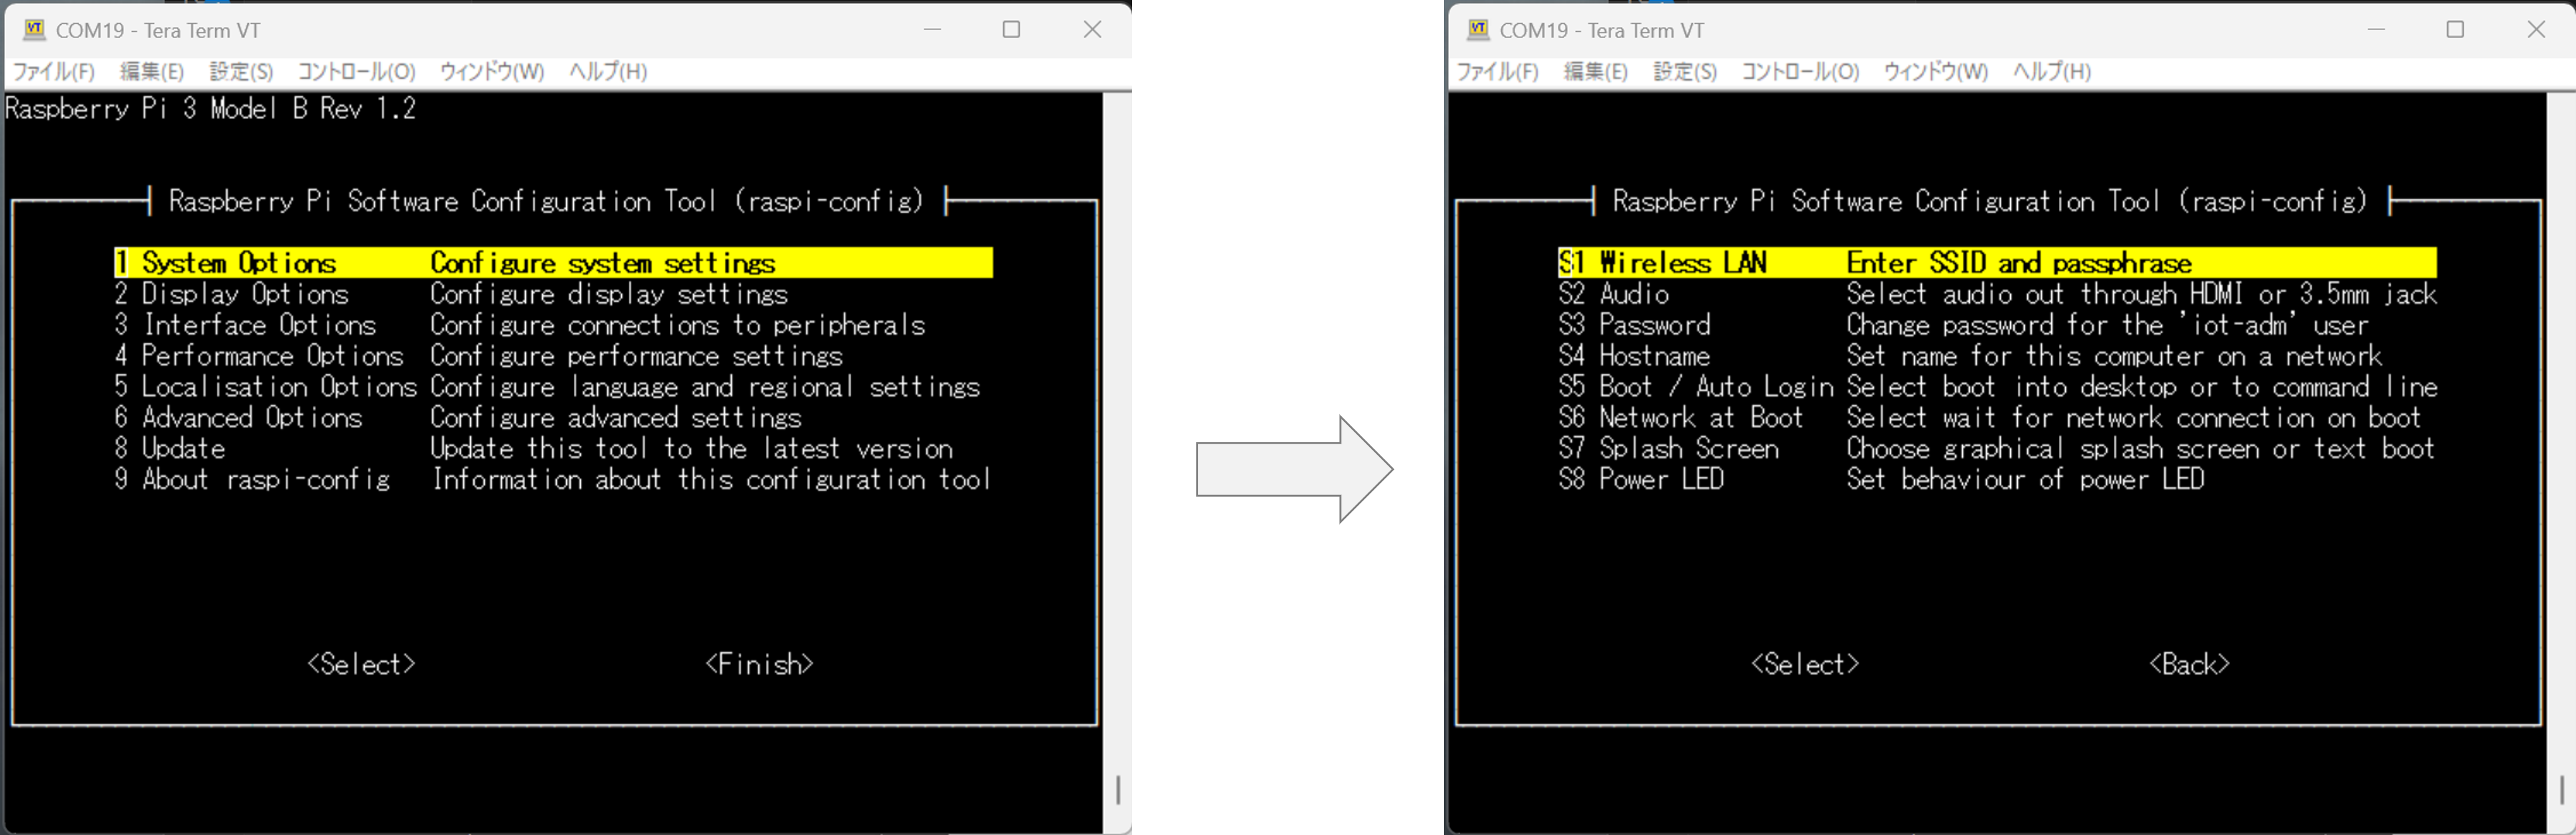 COM19 - Tera Term VT
ファイル(F) 編集(E) 設定(S) コントロール(O) ウィンドウ(W) ヘルプ(H)
Raspberry Pi 3 Model B Rev 1.2
Raspberry Pi Software Configuration Tool (raspi-config)
1 System Options Configure system settings
2 Display Options Configure display settings
3 Interface Options Configure connections to peripherals
4 Performance Options Configure performance settings
5 Localisation Options Configure language and regional settings
6 Advanced Options Configure advanced settings
8 Update Update this tool to the latest version
9 About raspi-config Information about this configuration tool
<Select> <Finish>
COM19 - Tera Term VT
ファイル(F) 編集(E) 設定(S) コントロール(O) ウィンドウ(W) ヘルプ(H)
Raspberry Pi Software Configuration Tool (raspi-config)
S1 Wireless LAN Enter SSID and passphrase
S2 Audio Select audio out through HDMI or 3.5mm jack
S3 Password Change password for the 'iot-adm' user
S4 Hostname Set name for this computer on a network
S5 Boot / Auto Login Select boot into desktop or to command line
S6 Network at Boot Select wait for network connection on boot
S7 Splash Screen Choose graphical splash screen or text boot
S8 Power LED Set behaviour of power LED
<Select> <Back>